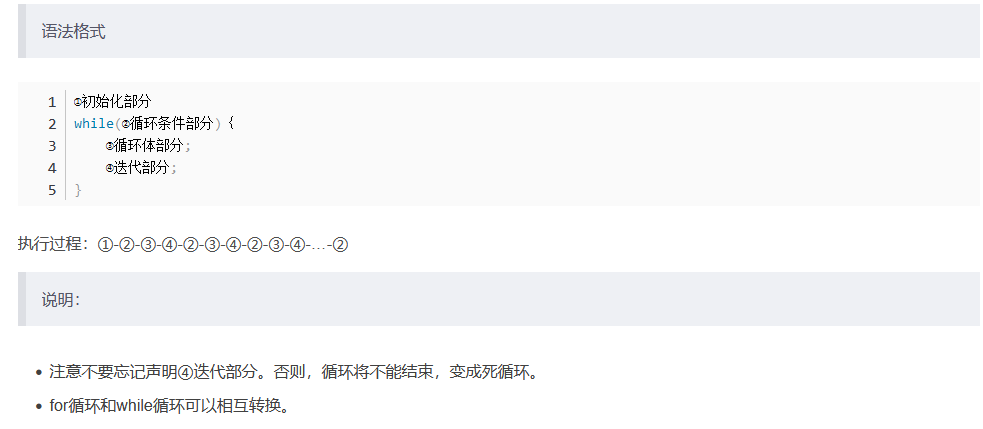 语法格式
1 ①初始化部分
2 while(②循环条件部分){
3 ③循环体部分;
4 ④迭代部分;
5 }
执行过程：①-②-③-④-②-③-④-②-③-④-…-②
说明：
• 注意不要忘记声明④迭代部分。否则，循环将不能结束，变成死循环。
• for循环和while循环可以相互转换。